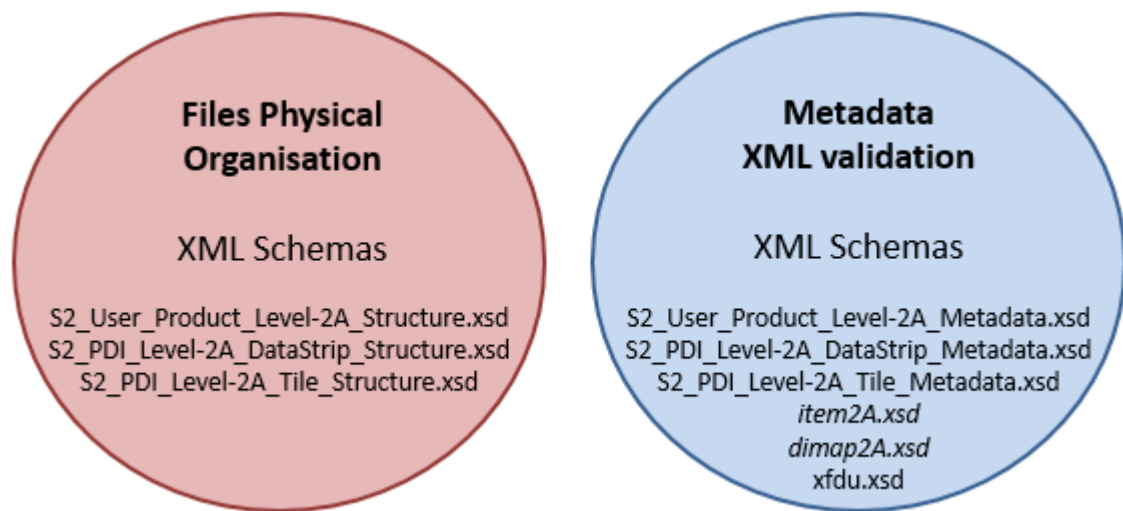 Files Physical
Organisation
XML Schemas
S2_User_Product_Level-2A_Structure.xsd
S2_PDI_Level-2A_DataStrip_Structure.xsd
S2_PDI_Level-2A_Tile_Structure.xsd
Metadada
XML validation
XML Schemas
S2_User_Product_Level-2A_Metadata.xsd
S2_PDI_Level-2A_DataStrip_Metadata.xsd
S2_PDI_Level-2A_Tile_Metadata.xsd
item2A.xsd
dimap2A.xsd
xfdu.xsd